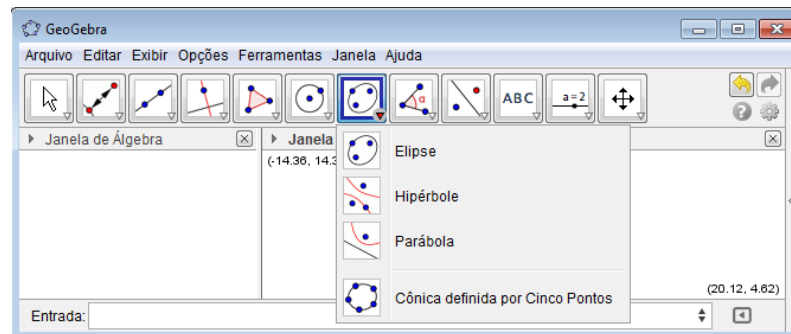 GeoGebra
Arquivo Editar Exibir Opções Ferramentas Janela Ajuda
ABC
a=2
α
Janela de Álgebra
Janela
(-14.36, 14.3
Elipse
Hipérbole
Parábola
Cônica definida por Cinco Pontos
(20.12, 4.62)
Entrada: